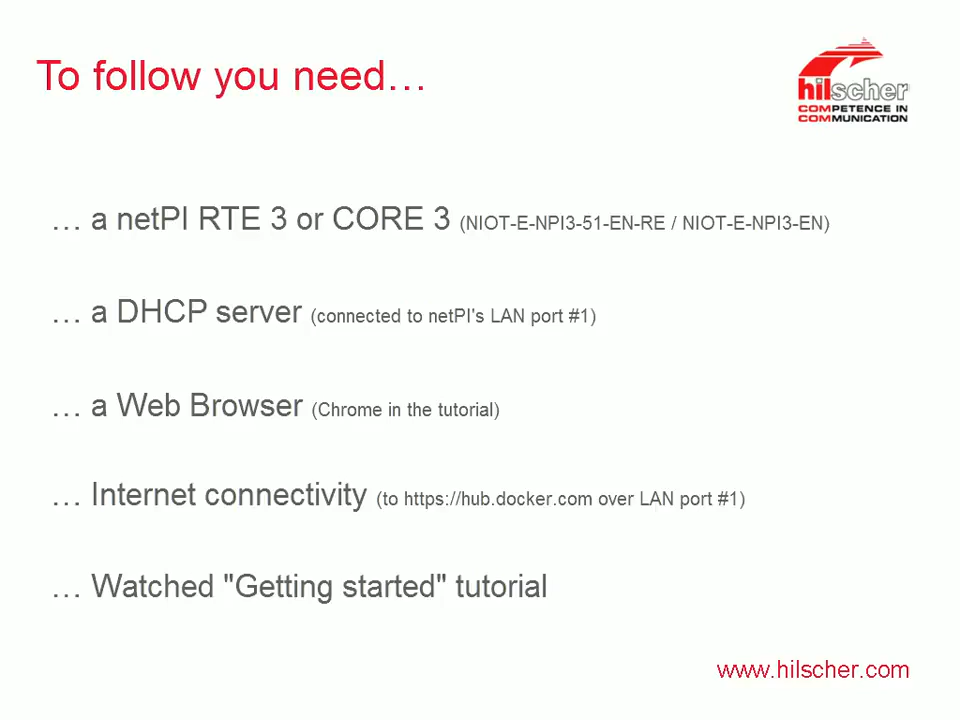 To follow you need…
hilscher
COMPETENCE IN
COMMUNICATION
… a netPI RTE 3 or CORE 3 (NIOT-E-NPI3-51-EN-RE / NIOT-E-NPI3-EN)
… a DHCP server (connected to netPI's LAN port #1)
… a Web Browser (Chrome in the tutorial)
… Internet connectivity (to https://hub.docker.com over LAN port #1)
… Watched "Getting started" tutorial
www.hilscher.com